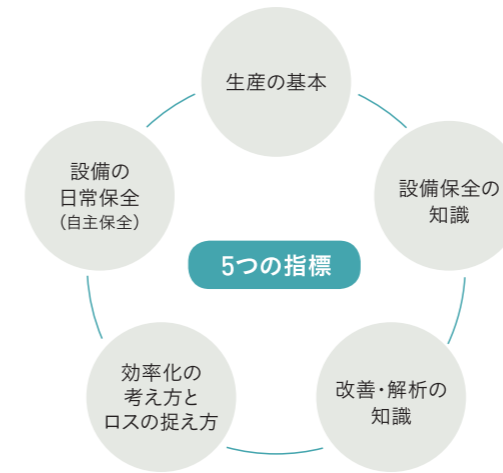 生産の基本
設備の
日常保全
(自主保全)
設備保全の
知識
5つの指標
効率化の
考え方と
ロスの捉え方
改善・解析の
知識